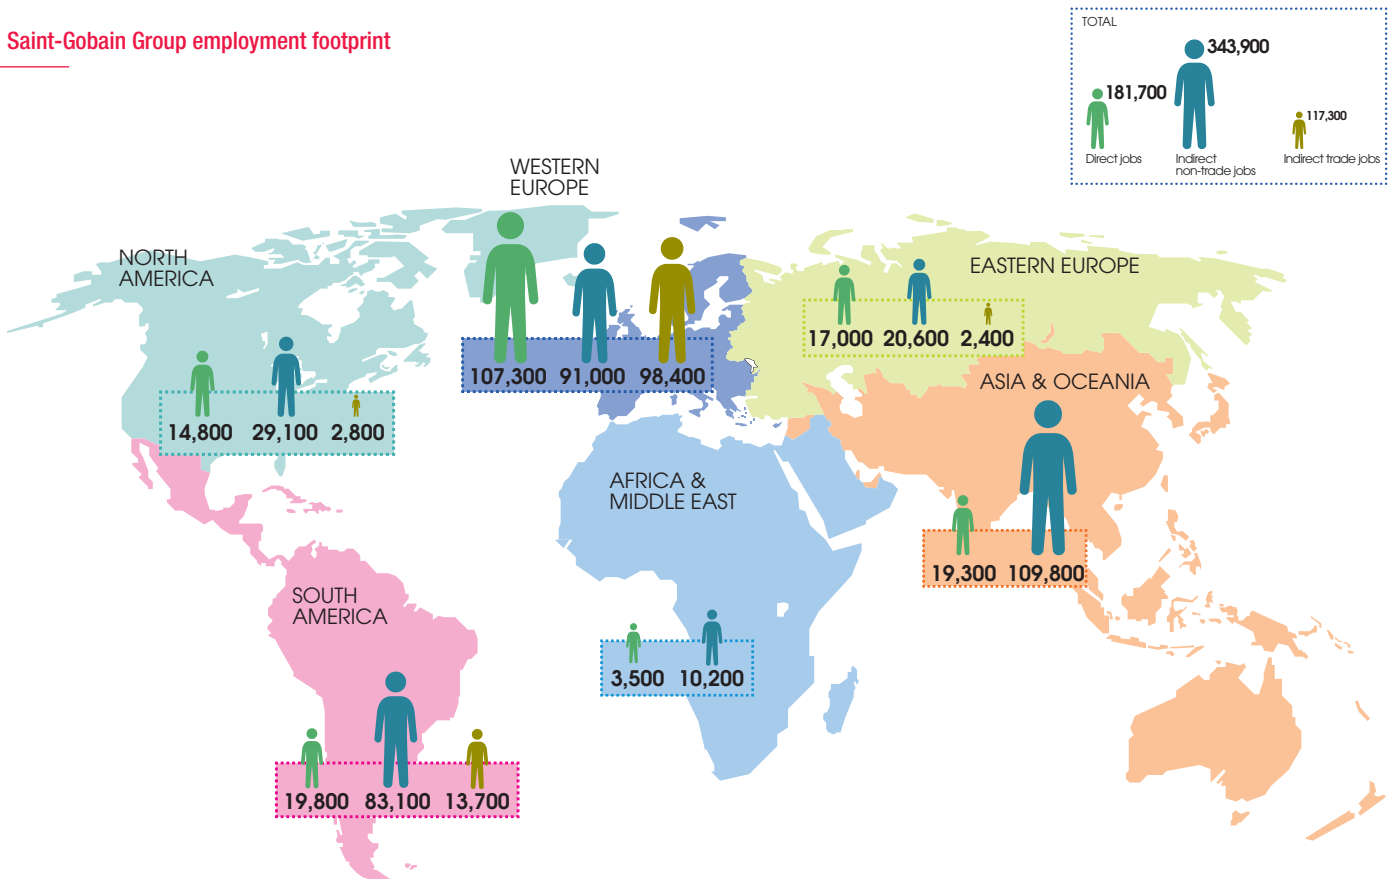 Saint-Gobain Group employment footprint
TOTAL
343,900
181,700
117,300
Direct jobs
Indirect
non-trade jobs
Indirect trade jobs
WESTERN
EUROPE
107,300 91,000 98,400
NORTH
AMERICA
14,800 29,100 2,800
EASTERN EUROPE
17,000 20,600 2,400
ASIA & OCEANIA
19,300 109,800
AFRICA &
MIDDLE EAST
3,500 10,200
SOUTH
AMERICA
19,800 83,100 13,700